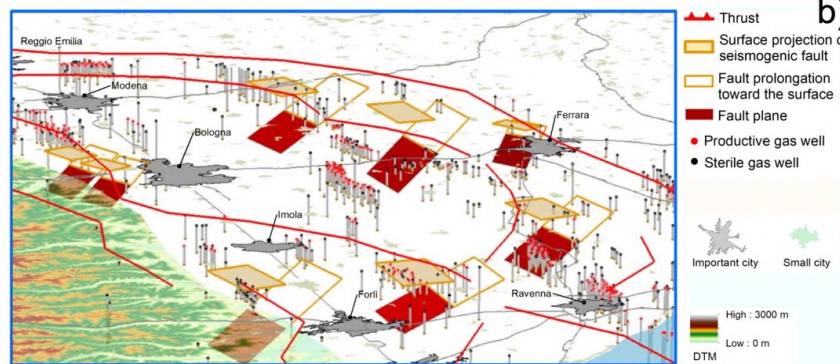 b
Reggio Emilia
Modena
Bologna
Ferrara
Imola
Forlì
Ravenna
Thrust
Surface projection o
seismogenic fault
Fault prolongation
toward the surface
Fault plane
Productive gas well
Sterile gas well
Important city
Small city
High : 3000 m
Low : 0 m
DTM